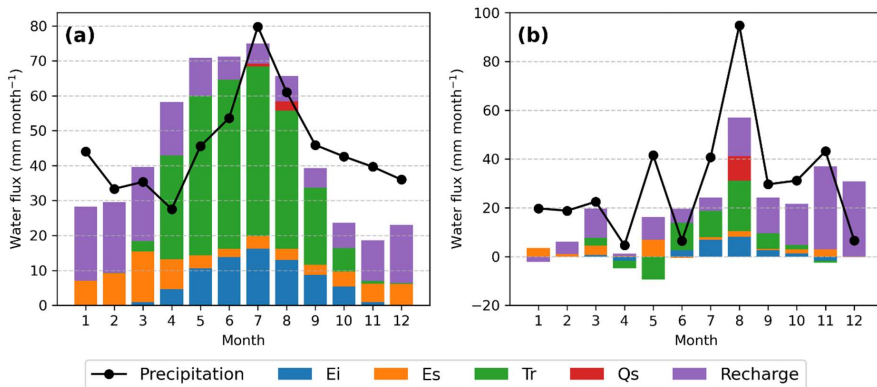 (a)
Water flux (mm month⁻¹)
80
70
60
50
40
30
20
10
0
1 2 3 4 5 6 7 8 9 10 11 12
Month
(b)
Water flux (mm month⁻¹)
100
80
60
40
20
0
−20
1 2 3 4 5 6 7 8 9 10 11 12
Month
Precipitation Ei Es Tr Qs Recharge